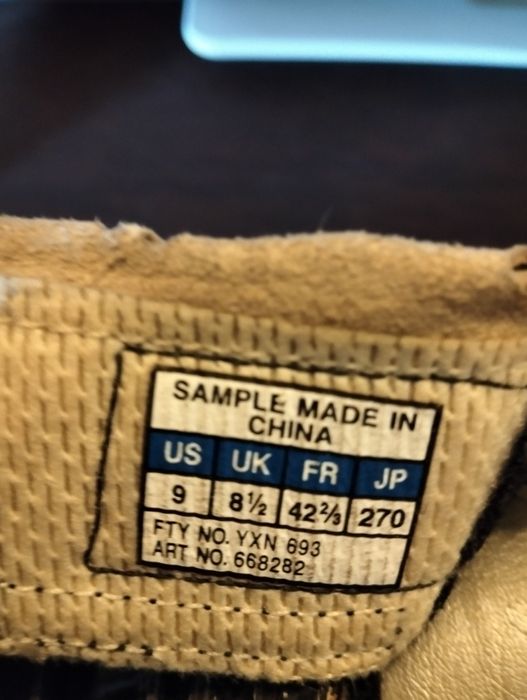 SAMPLE MADE IN
CHINA
US UK FR JP
9 8½ 42⅔ 270
FTY NO. YXN 693
ART NO. 668282